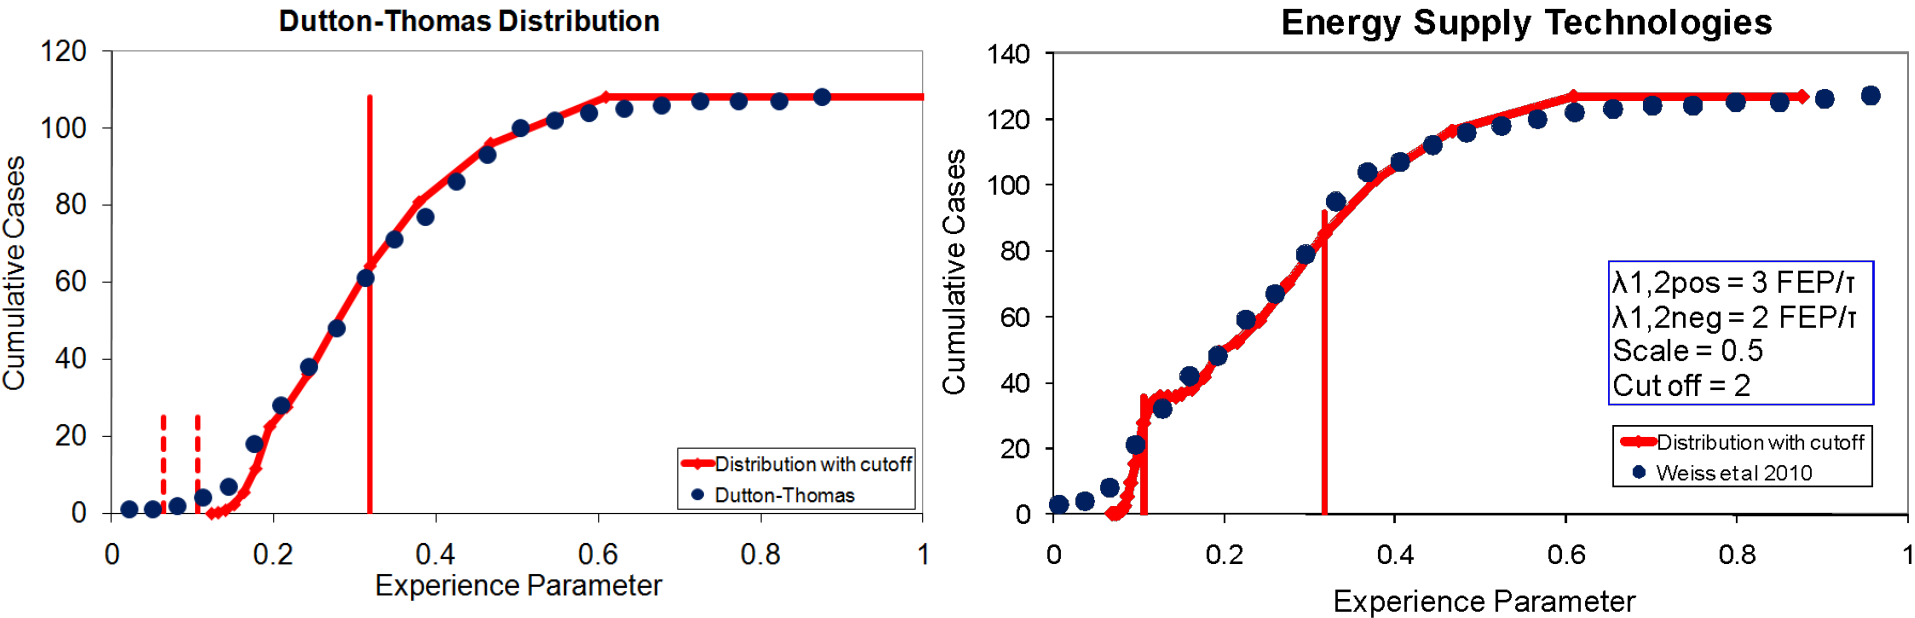 Dutton-Thomas Distribution
120
100
80
60
40
20
0
Cumulative Cases
0 0.2 0.4 0.6 0.8 1
Experience Parameter
Distribution with cutoff
Dutton-Thomas
Energy Supply Technologies
140
120
100
80
60
40
20
0
Cumulative Cases
0 0.2 0.4 0.6 0.8 1
Experience Parameter
λ1,2pos = 3 FEP/τ
λ1,2neg = 2 FEP/τ
Scale = 0.5
Cut off = 2
Distribution with cutoff
Weiss et al 2010